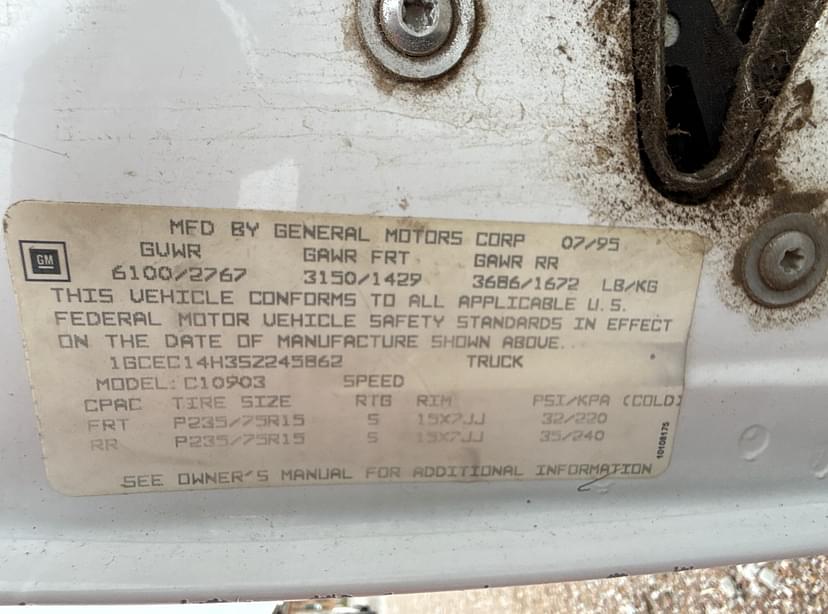 MFD BY GENERAL MOTORS CORP 07/95
GVWR GAWR FRT GAWR RR
GM
6100/2767 3150/1429 3686/1672 LB/KG
THIS VEHICLE CONFORMS TO ALL APPLICABLE U.S.
FEDERAL MOTOR VEHICLE SAFETY STANDARDS IN EFFECT
ON THE DATE OF MANUFACTURE SHOWN ABOVE.
1GCEC14H3SZ245862 TRUCK
MODEL: C10903 SPEED
CPAC TIRE SIZE RTG RIM PSI/KPA (COLD)
FRT P235/75R15 S 15X7JJ 32/220
RR P235/75R15 S 15X7JJ 35/240
10108175
SEE OWNER'S MANUAL FOR ADDITIONAL INFORMATION